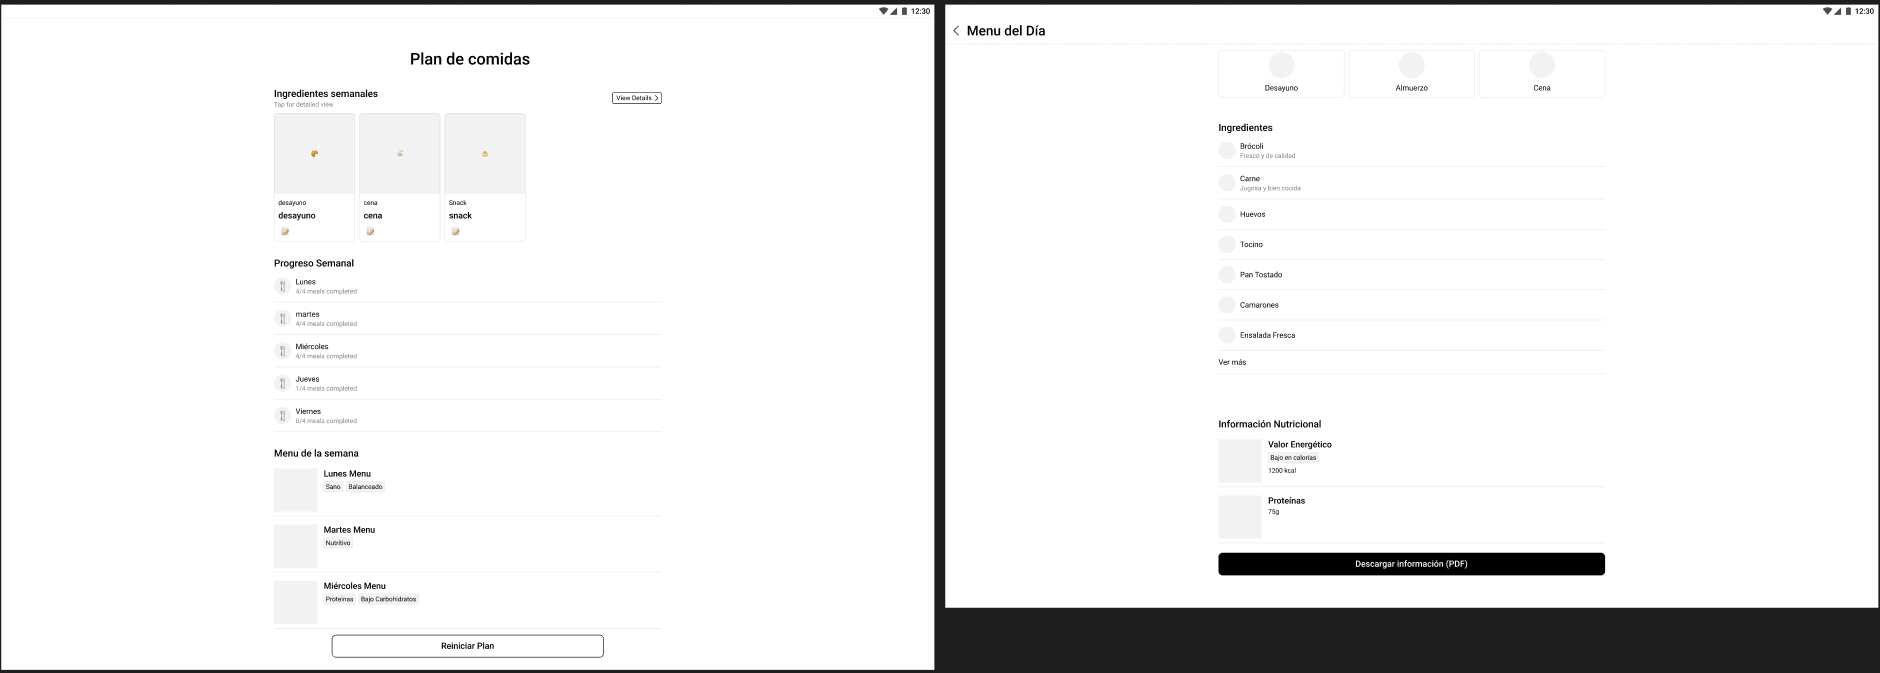 12:30
Plan de comidas
Ingredientes semanales
Tap for detailed view
View Details
desayuno
desayuno
cena
cena
Snack
snack
Progreso Semanal
Lunes
4/4 meals completed
martes
4/4 meals completed
Miércoles
4/4 meals completed
Jueves
1/4 meals completed
Viernes
0/4 meals completed
Menu de la semana
Lunes Menu
Sano Balanceado
Martes Menu
Nutritivo
Miércoles Menu
Proteinas Bajo Carbohidratos
Reiniciar Plan
12:30
Menu del Día
Desayuno Almuerzo Cena
Ingredientes
Brócoli
Fresco y de calidad
Carne
Jugosa y bien cocida
Huevos
Tocino
Pan Tostado
Camarones
Ensalada Fresca
Ver más
Información Nutricional
Valor Energético
Bajo en calorías
1200 kcal
Proteínas
75g
Descargar información (PDF)